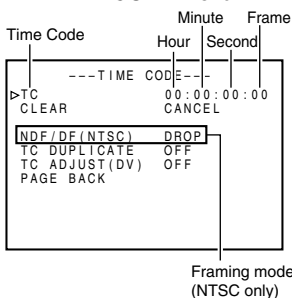 Minute Frame
Time Code Hour Second
---TIME CODE---
TC 00:00:00:00
CLEAR CANCEL
NDF/DF(NTSC) DROP
TC DUPLICATE OFF
TC ADJUST(DV) OFF
PAGE BACK
Framing mode
(NTSC only)